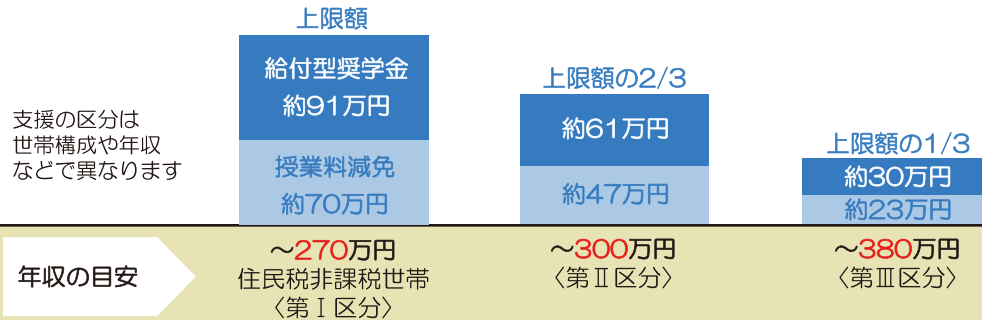 上限額
給付型奨学金
約91万円
授業料減免
約70万円
上限額の2/3
約61万円
約47万円
上限額の1/3
約30万円
約23万円
支援の区分は
世帯構成や年収
などで異なります
年収の目安
～270万円
住民税非課税世帯
〈第Ⅰ区分〉
～300万円
〈第Ⅱ区分〉
～380万円
〈第Ⅲ区分〉